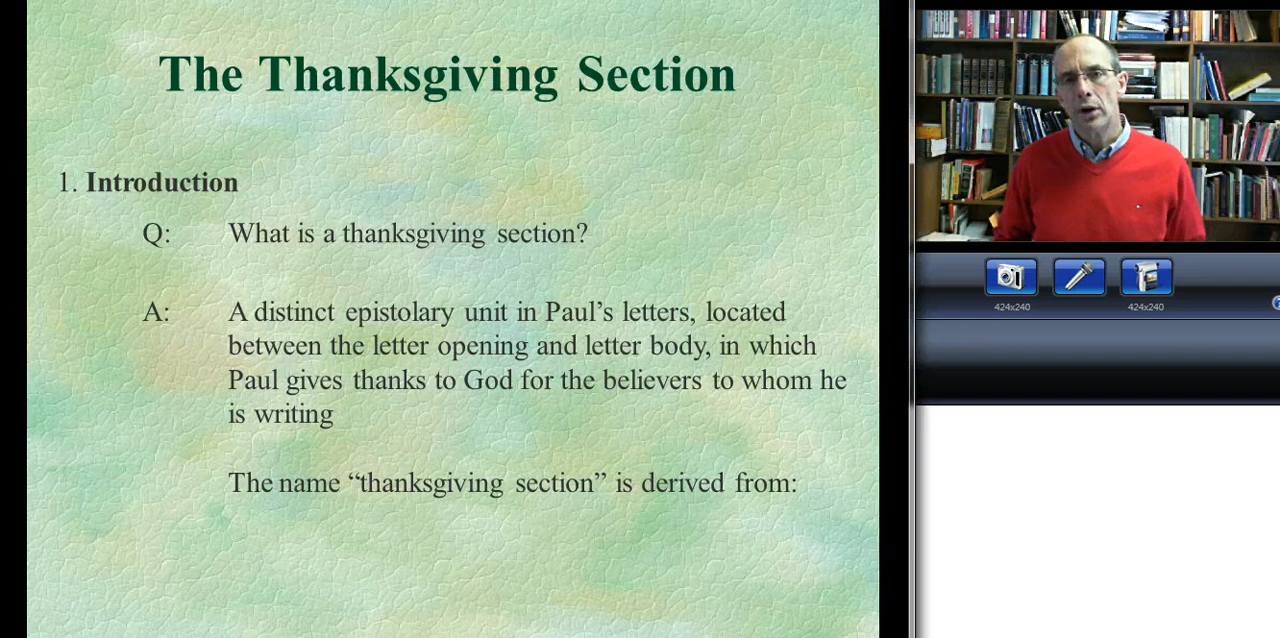 The Thanksgiving Section
1. Introduction
Q: What is a thanksgiving section?
A: A distinct epistolary unit in Paul’s letters, located
between the letter opening and letter body, in which
Paul gives thanks to God for the believers to whom he
is writing
The name “thanksgiving section” is derived from:
424x240 424x240